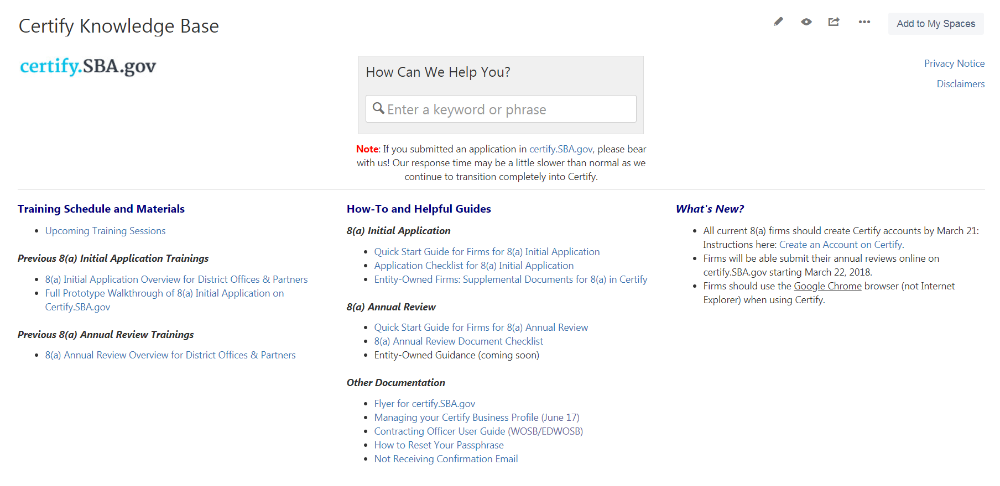 Certify Knowledge Base
Add to My Spaces
certify.SBA.gov
How Can We Help You?
Enter a keyword or phrase
Privacy Notice
Disclaimers
Note: If you submitted an application in certify.SBA.gov, please bear
with us! Our response time may be a little slower than normal as we
continue to transition completely into Certify.
Training Schedule and Materials
• Upcoming Training Sessions
Previous 8(a) Initial Application Trainings
• 8(a) Initial Application Overview for District Offices & Partners
• Full Prototype Walkthrough of 8(a) Initial Application on
Certify.SBA.gov
Previous 8(a) Annual Review Trainings
• 8(a) Annual Review Overview for District Offices & Partners
How-To and Helpful Guides
8(a) Initial Application
• Quick Start Guide for Firms for 8(a) Initial Application
• Application Checklist for 8(a) Initial Application
• Entity-Owned Firms: Supplemental Documents for 8(a) in Certify
8(a) Annual Review
• Quick Start Guide for Firms for 8(a) Annual Review
• 8(a) Annual Review Document Checklist
• Entity-Owned Guidance (coming soon)
Other Documentation
• Flyer for certify.SBA.gov
• Managing your Certify Business Profile (June 17)
• Contracting Officer User Guide (WOSB/EDWOSB)
• How to Reset Your Passphrase
• Not Receiving Confirmation Email
What's New?
• All current 8(a) firms should create Certify accounts by March 21:
Instructions here: Create an Account on Certify.
• Firms will be able submit their annual reviews online on
certify.SBA.gov starting March 22, 2018.
• Firms should use the Google Chrome browser (not Internet
Explorer) when using Certify.